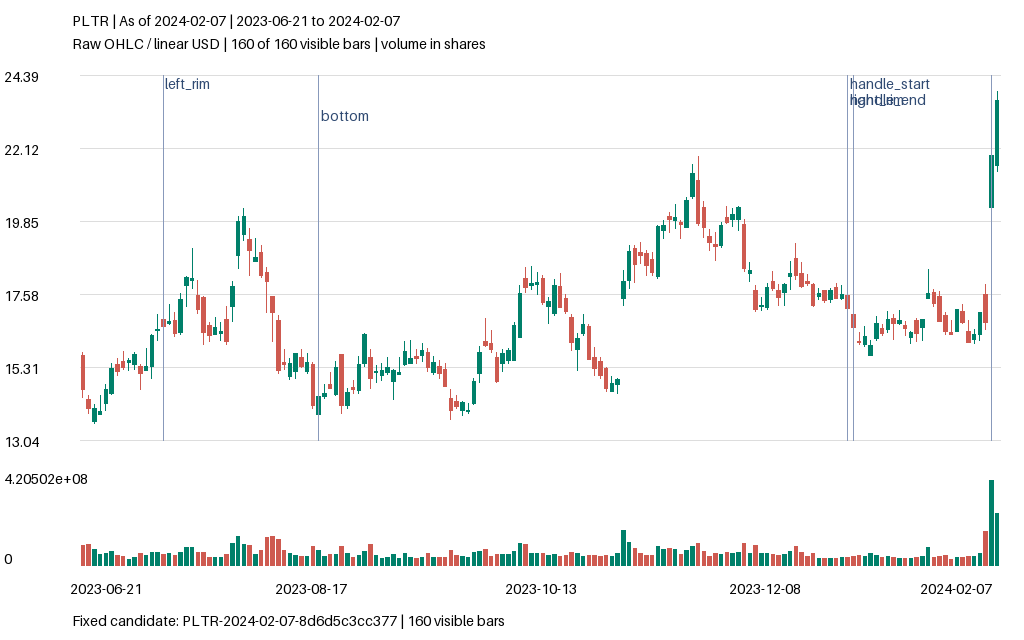 PLTR | As of 2024-02-07 | 2023-06-21 to 2024-02-07
Raw OHLC / linear USD | 160 of 160 visible bars | volume in shares
24.39
left_rim
handle_start
bottom
22.12
19.85
17.58
15.31
13.04
4.20502e+08
0
2023-06-21
2023-08-17
2023-10-13
2023-12-08
2024-02-07
Fixed candidate: PLTR-2024-02-07-8d6d5c3cc377 | 160 visible bars